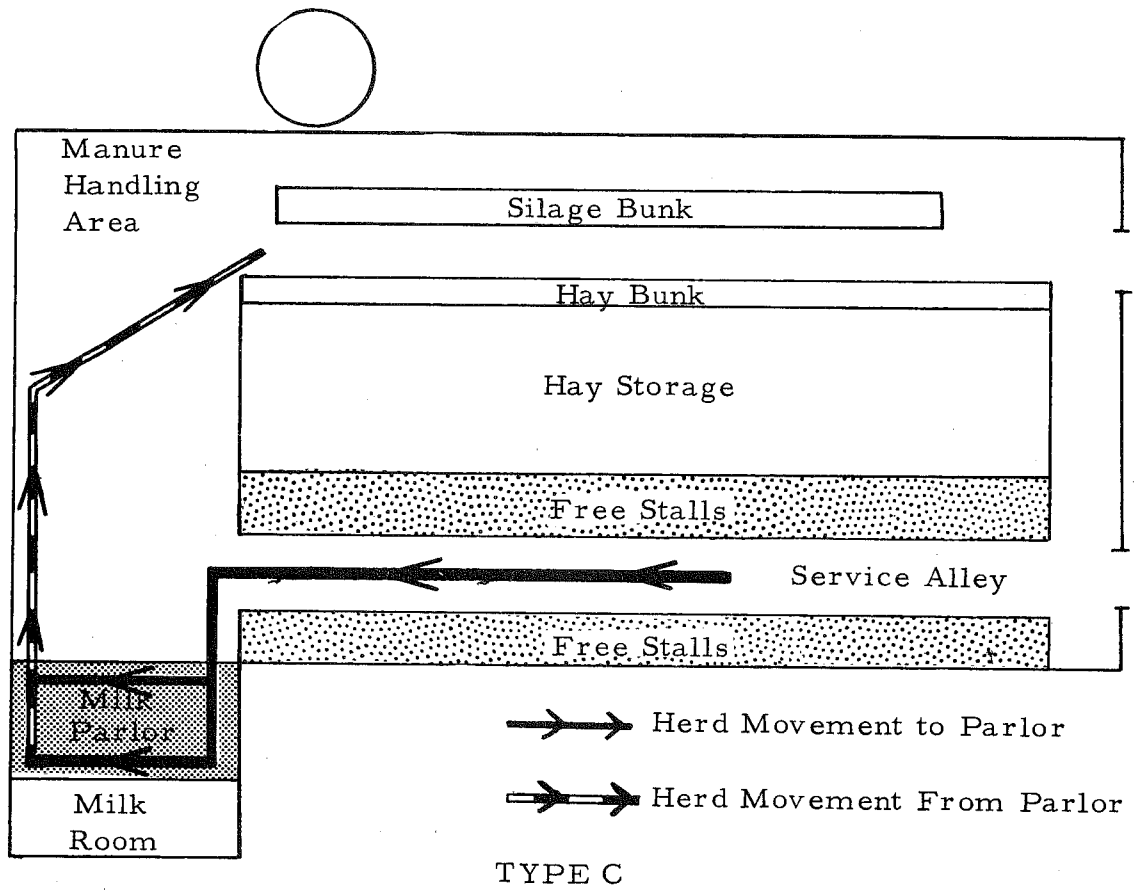 Manure
Handling
Area
Silage Bunk
Hay Bunk
Hay Storage
Free Stalls
Service Alley
Free Stalls
Milk
Parlor
Herd Movement to Parlor
Milk
Room
Herd Movement From Parlor
TYPE C